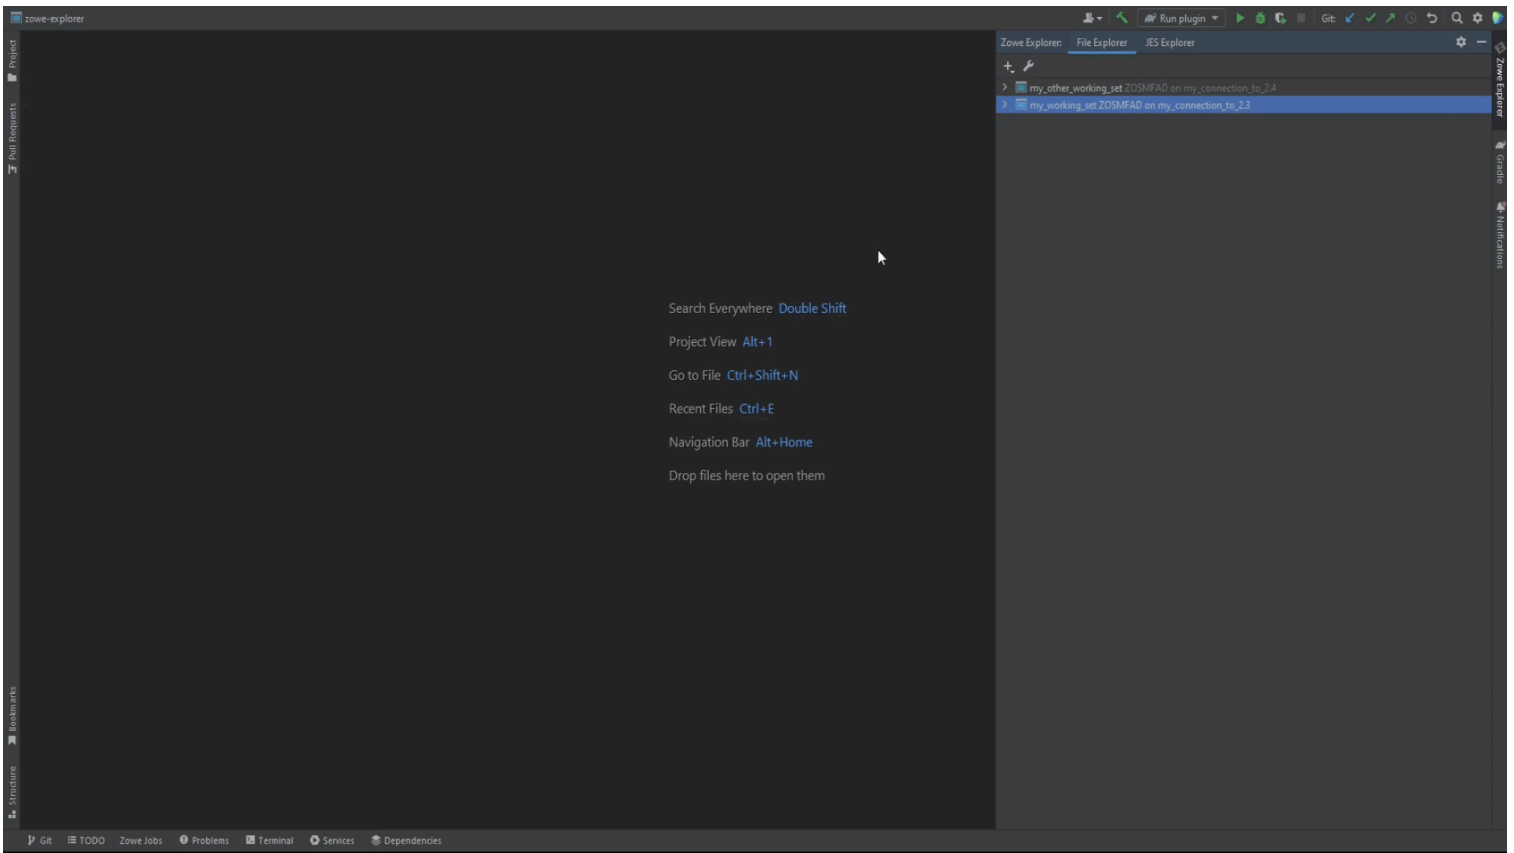 zowe-explorer
Run plugin
Git:
Project
Pull Requests
Zowe Explorer: File Explorer JES Explorer
my_other_working_set ZOSMFAD on my_connection_to_2.4
my_working_set ZOSMFAD on my_connection_to_2.3
Zowe Explorer
Gradle
Notifications
Search Everywhere Double Shift
Project View Alt+1
Go to File Ctrl+Shift+N
Recent Files Ctrl+E
Navigation Bar Alt+Home
Drop files here to open them
Bookmarks
Structure
Git TODO Zowe Jobs Problems Terminal Services Dependencies